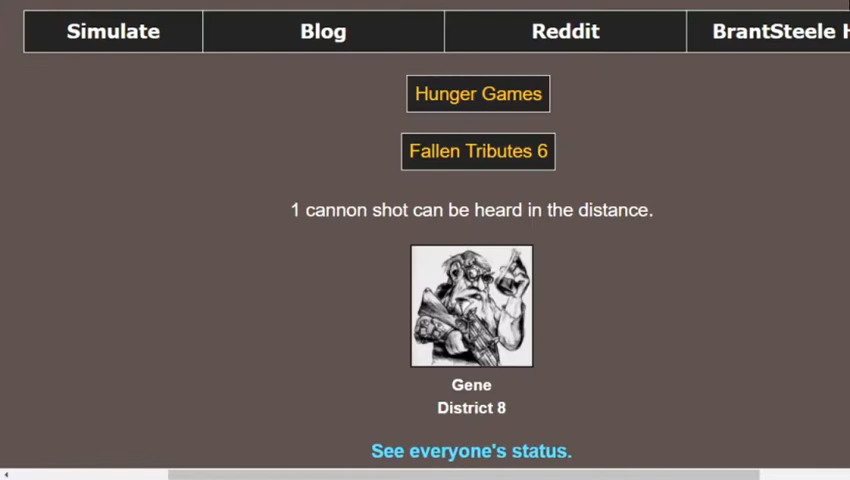 Simulate Blog Reddit BrantSteele H
Hunger Games
Fallen Tributes 6
1 cannon shot can be heard in the distance.
Gene
District 8
See everyone's status.